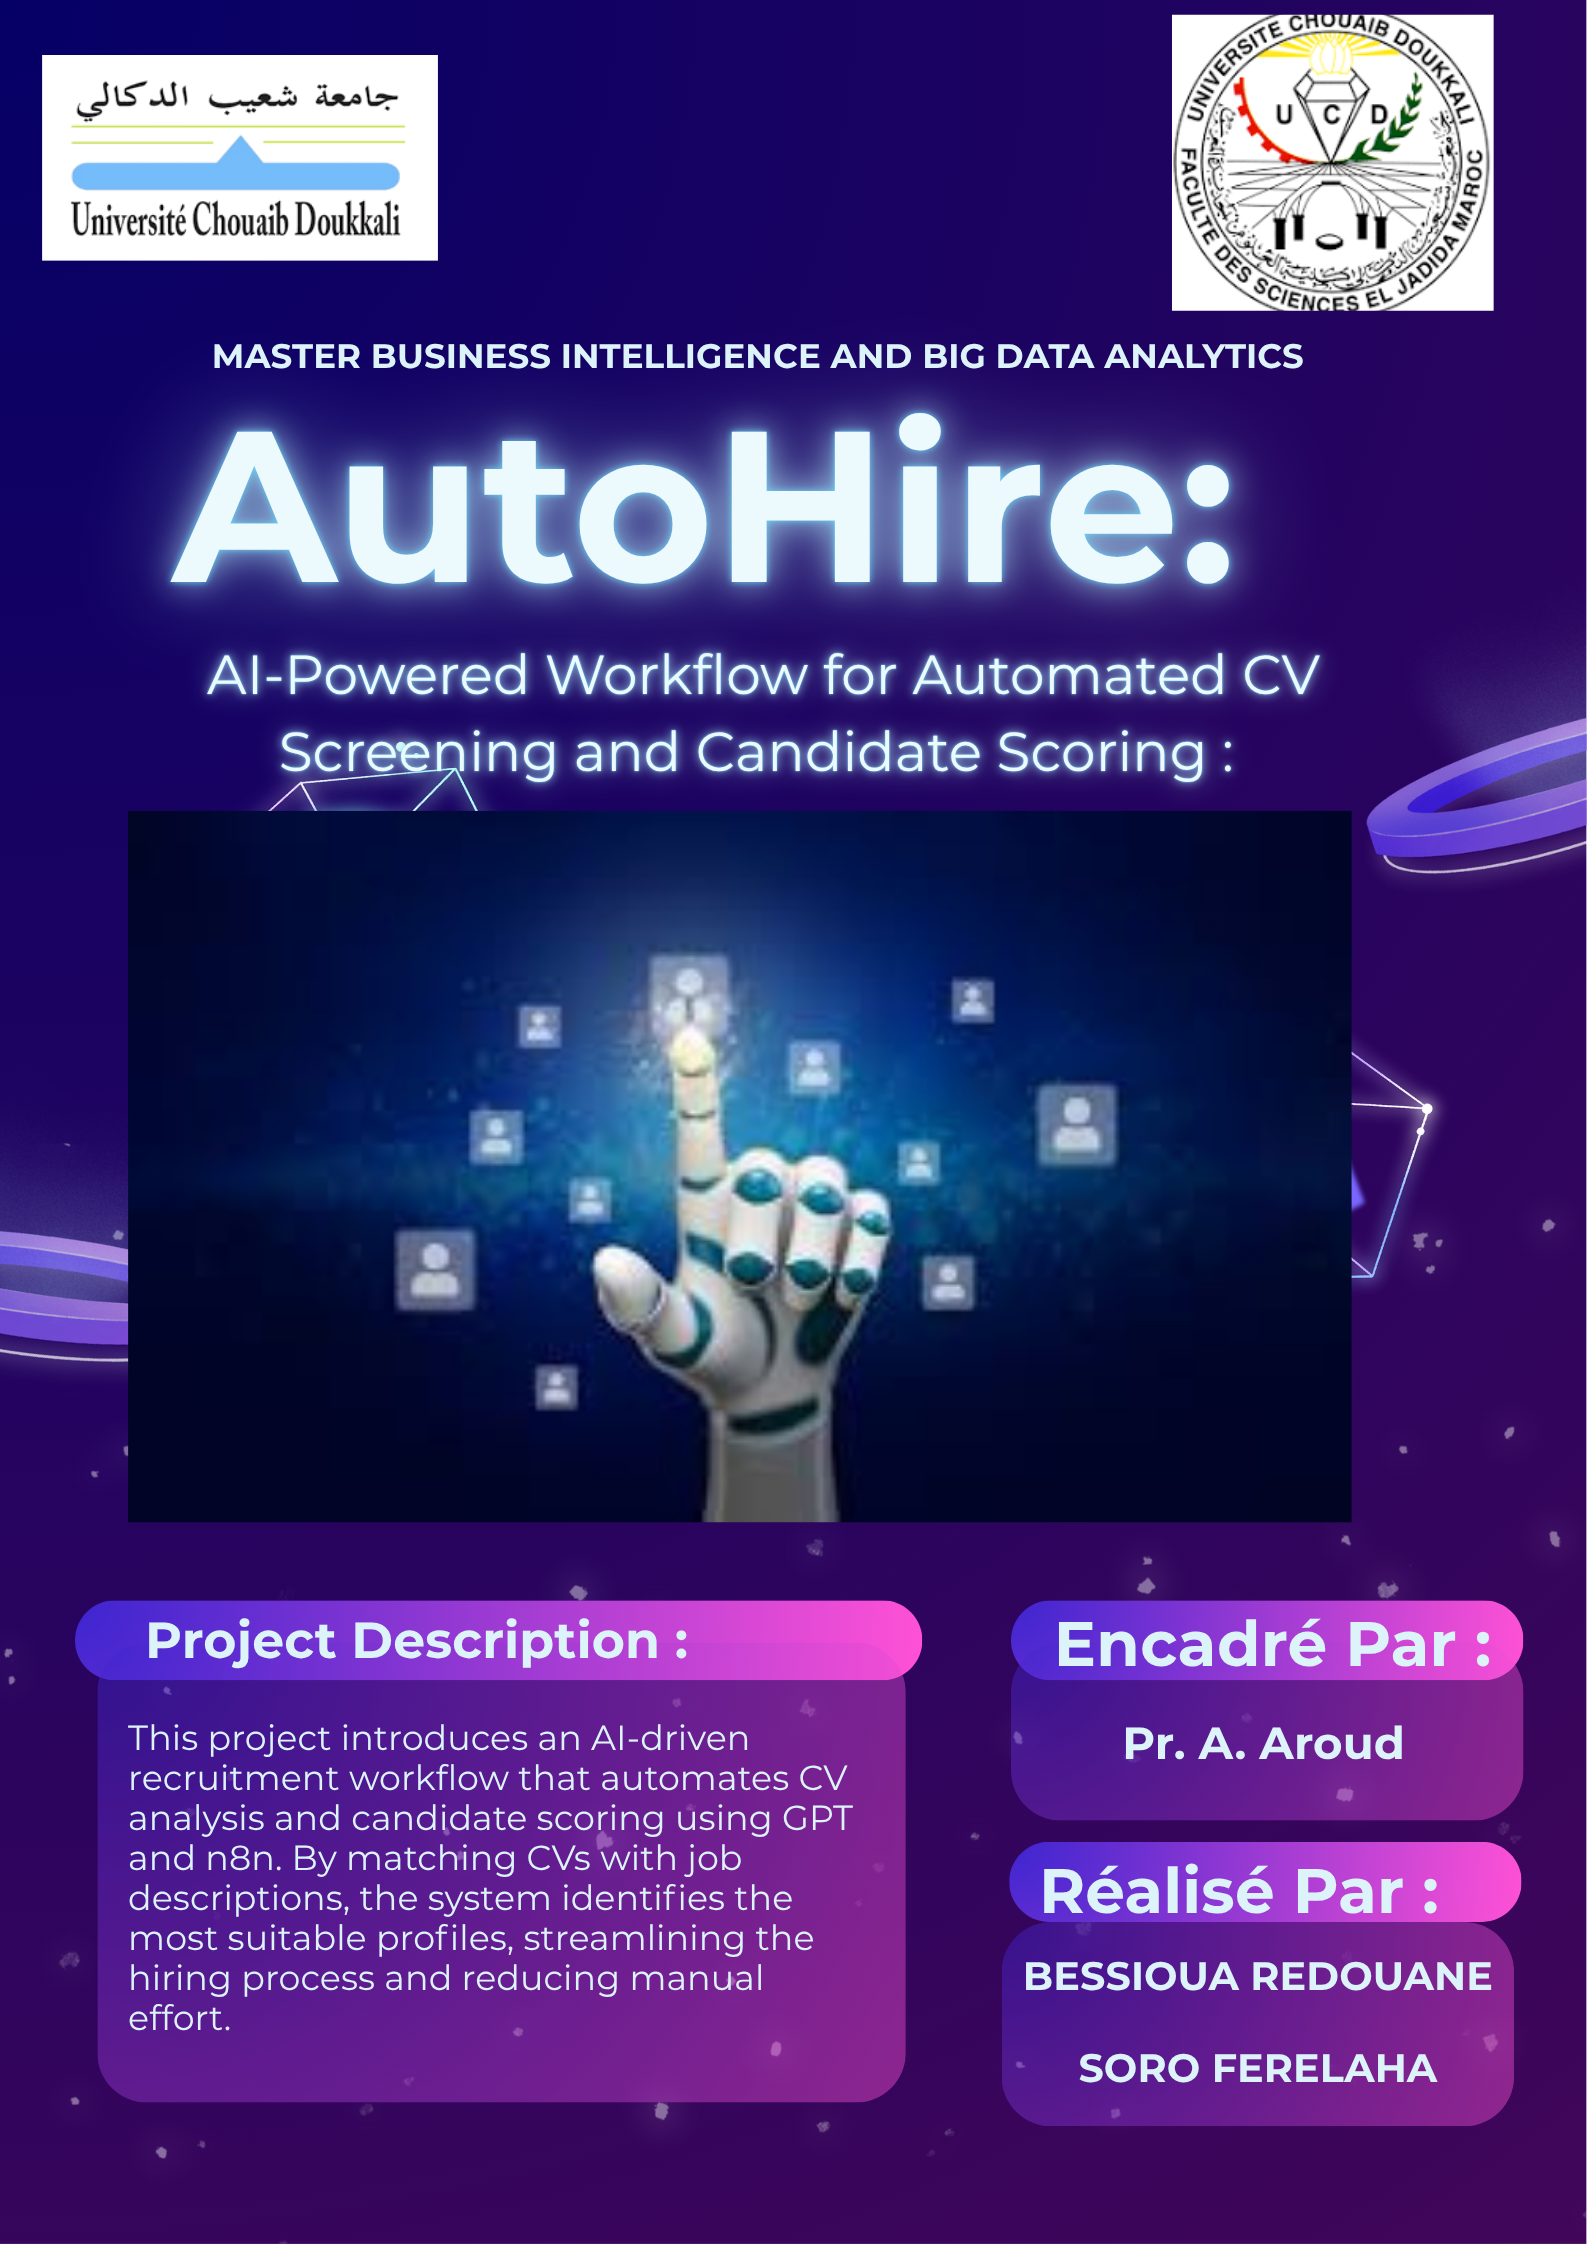 جامعة شعيب الدكالي
Université Chouaib Doukkali
UNIVERSITE CHOUAIB DOUKKALI
U C D
FACULTE DES SCIENCES EL JADIDA MAROC
MASTER BUSINESS INTELLIGENCE AND BIG DATA ANALYTICS
AutoHire:
AI-Powered Workflow for Automated CV
Screening and Candidate Scoring :
Project Description :
This project introduces an AI-driven
recruitment workflow that automates CV
analysis and candidate scoring using GPT
and n8n. By matching CVs with job
descriptions, the system identifies the
most suitable profiles, streamlining the
hiring process and reducing manual
effort.
Encadré Par :
Pr. A. Aroud
Réalisé Par :
BESSIOUA REDOUANE
SORO FERELAHA